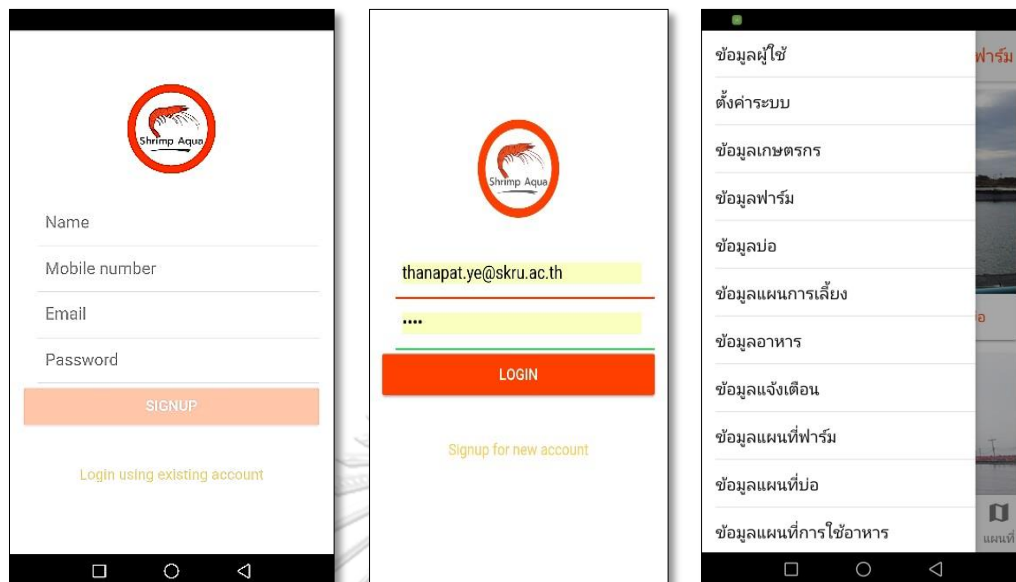 Shrimp Aqua
Name
Mobile number
Email
Password
SIGNUP
Login using existing account
Shrimp Aqua
thanapat.ye@skru.ac.th
••••
LOGIN
Signup for new account
ข้อมูลผู้ใช้
ตั้งค่าระบบ
ข้อมูลเกษตรกร
ข้อมูลฟาร์ม
ข้อมูลบ่อ
ข้อมูลแผนการเลี้ยง
ข้อมูลอาหาร
ข้อมูลแจ้งเตือน
ข้อมูลแผนที่ฟาร์ม
ข้อมูลแผนที่บ่อ
ข้อมูลแผนที่การใช้อาหาร
ฟาร์ม
แผนที่